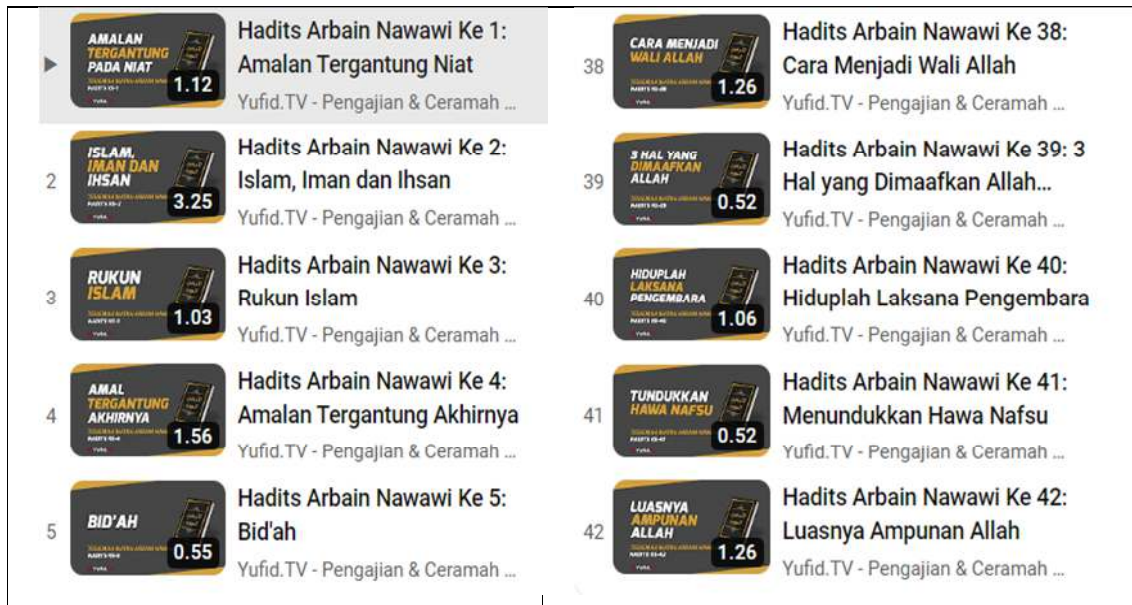 AMALAN
TERGANTUNG
PADA NIAT
1.12
Hadits Arbain Nawawi Ke 1:
Amalan Tergantung Niat
Yufid.TV - Pengajian & Ceramah ...
2
ISLAM,
IMAN DAN
IHSAN
3.25
Hadits Arbain Nawawi Ke 2:
Islam, Iman dan Ihsan
Yufid.TV - Pengajian & Ceramah ...
3
RUKUN
ISLAM
1.03
Hadits Arbain Nawawi Ke 3:
Rukun Islam
Yufid.TV - Pengajian & Ceramah ...
4
AMAL
TERGANTUNG
AKHIRNYA
1.56
Hadits Arbain Nawawi Ke 4:
Amalan Tergantung Akhirnya
Yufid.TV - Pengajian & Ceramah ...
5
BID'AH
0.55
Hadits Arbain Nawawi Ke 5:
Bid'ah
Yufid.TV - Pengajian & Ceramah ...
38
CARA MENJADI
WALI ALLAH
1.26
Hadits Arbain Nawawi Ke 38:
Cara Menjadi Wali Allah
Yufid.TV - Pengajian & Ceramah ...
39
3 HAL YANG
DIMAAFKAN
ALLAH
0.52
Hadits Arbain Nawawi Ke 39: 3
Hal yang Dimaafkan Allah...
Yufid.TV - Pengajian & Ceramah ...
40
HIDUPLAH
LAKSANA
PENGEMBARA
1.06
Hadits Arbain Nawawi Ke 40:
Hiduplah Laksana Pengembara
Yufid.TV - Pengajian & Ceramah ...
41
TUNDUKKAN
HAWA NAFSU
0.52
Hadits Arbain Nawawi Ke 41:
Menundukkan Hawa Nafsu
Yufid.TV - Pengajian & Ceramah ...
42
LUASNYA
AMPUNAN
ALLAH
1.26
Hadits Arbain Nawawi Ke 42:
Luasnya Ampunan Allah
Yufid.TV - Pengajian & Ceramah ...